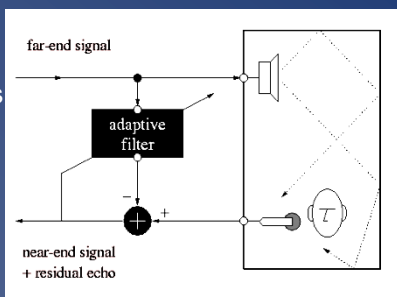 far-end signal
s
adaptive
filter
−
+
+
near-end signal
+ residual echo